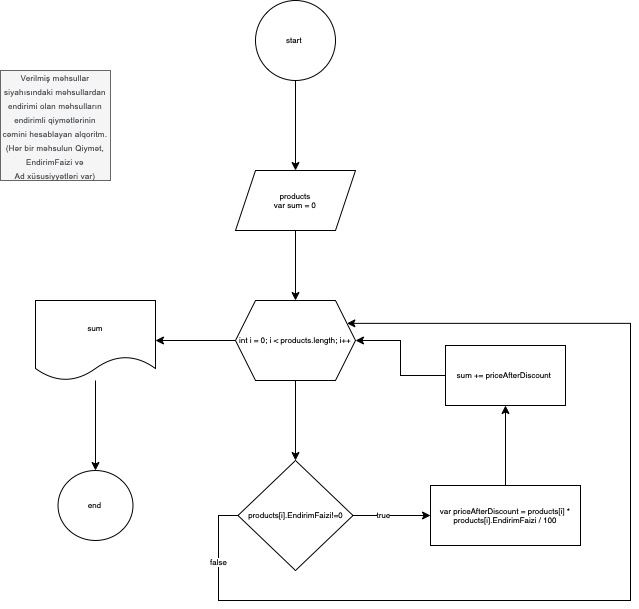 start
Verilmiş məhsullar
siyahısındakı məhsullardan
endirimi olan məhsulların
endirimli qiymətlərinin
cəmini hesablayan alqoritm.
(Hər bir məhsulun Qiymət,
EndirimFaizi və
Ad xüsusiyyətləri var)
products
var sum = 0
sum
int i = 0; i < products.length; i++
sum += priceAfterDiscount
end
products[i].EndirimFaizi!=0
true
var priceAfterDiscount = products[i] *
products[i].EndirimFaizi / 100
false